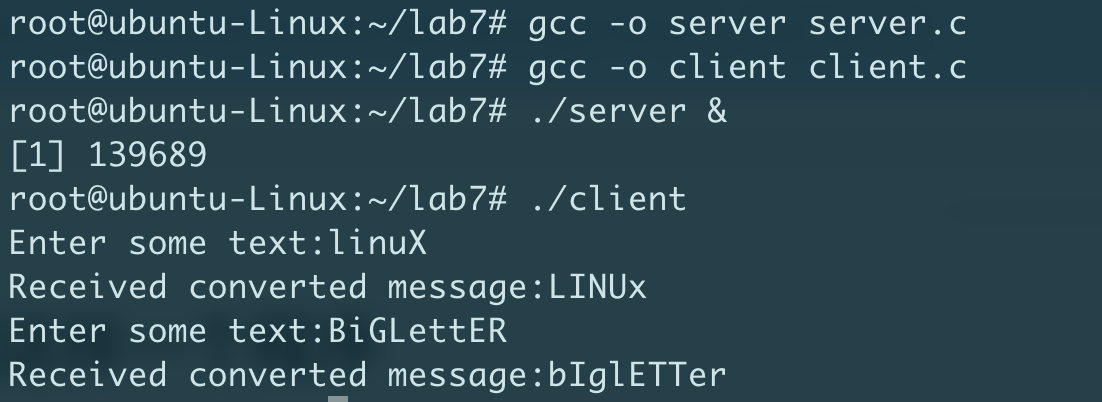 root@ubuntu-Linux:~/lab7# gcc -o server server.c
root@ubuntu-Linux:~/lab7# gcc -o client client.c
root@ubuntu-Linux:~/lab7# ./server &
[1] 139689
root@ubuntu-Linux:~/lab7# ./client
Enter some text:linuX
Received converted message:LINUx
Enter some text:BiGLettER
Received converted message:bIglETTer